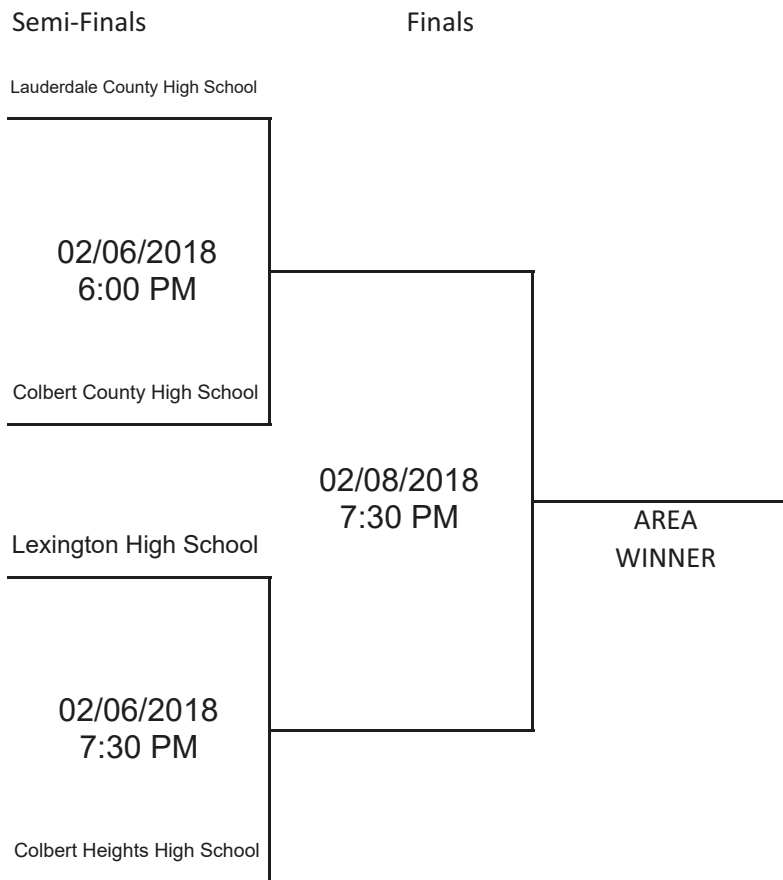 Semi-Finals
Finals
Lauderdale County High School
02/06/2018
6:00 PM
Colbert County High School
02/08/2018
7:30 PM
AREA
WINNER
Lexington High School
02/06/2018
7:30 PM
Colbert Heights High School